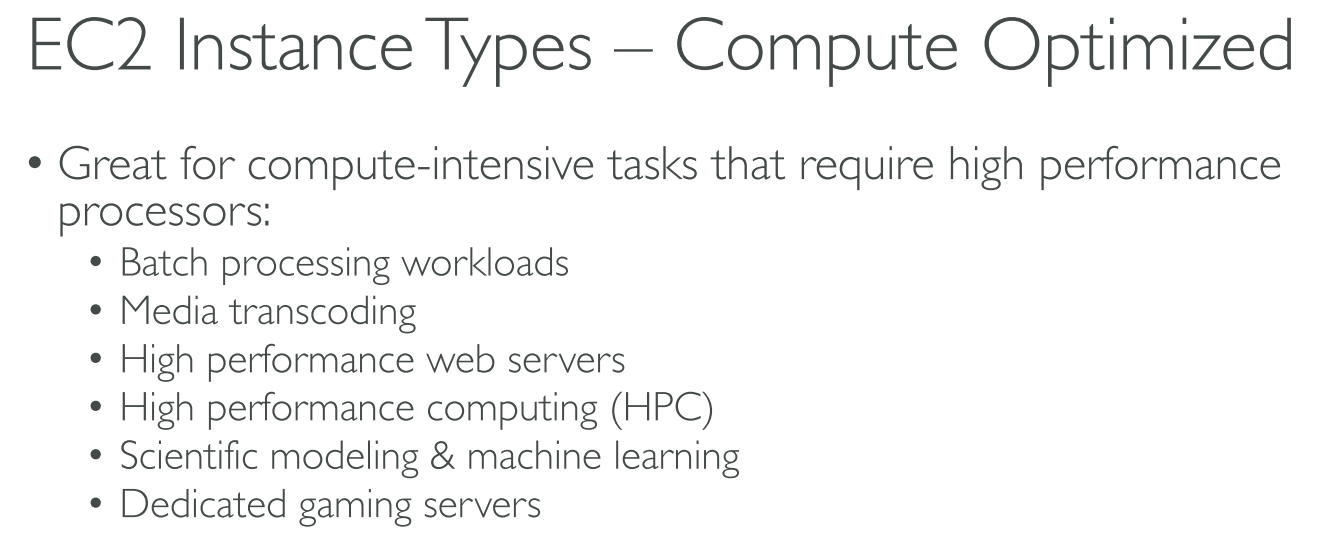 EC2 Instance Types – Compute Optimized
• Great for compute-intensive tasks that require high performance
processors:
• Batch processing workloads
• Media transcoding
• High performance web servers
• High performance computing (HPC)
• Scientific modeling & machine learning
• Dedicated gaming servers